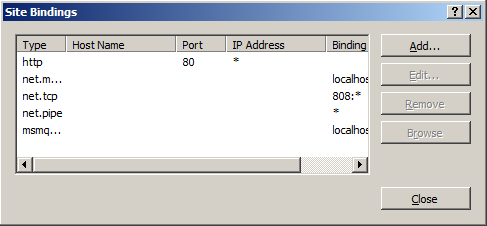 Site Bindings
Type Host Name Port IP Address Binding
http 80 *
net.m... localhos
net.tcp 808:*
net.pipe *
msmq... localhos
Add...
Edit...
Remove
Browse
Close